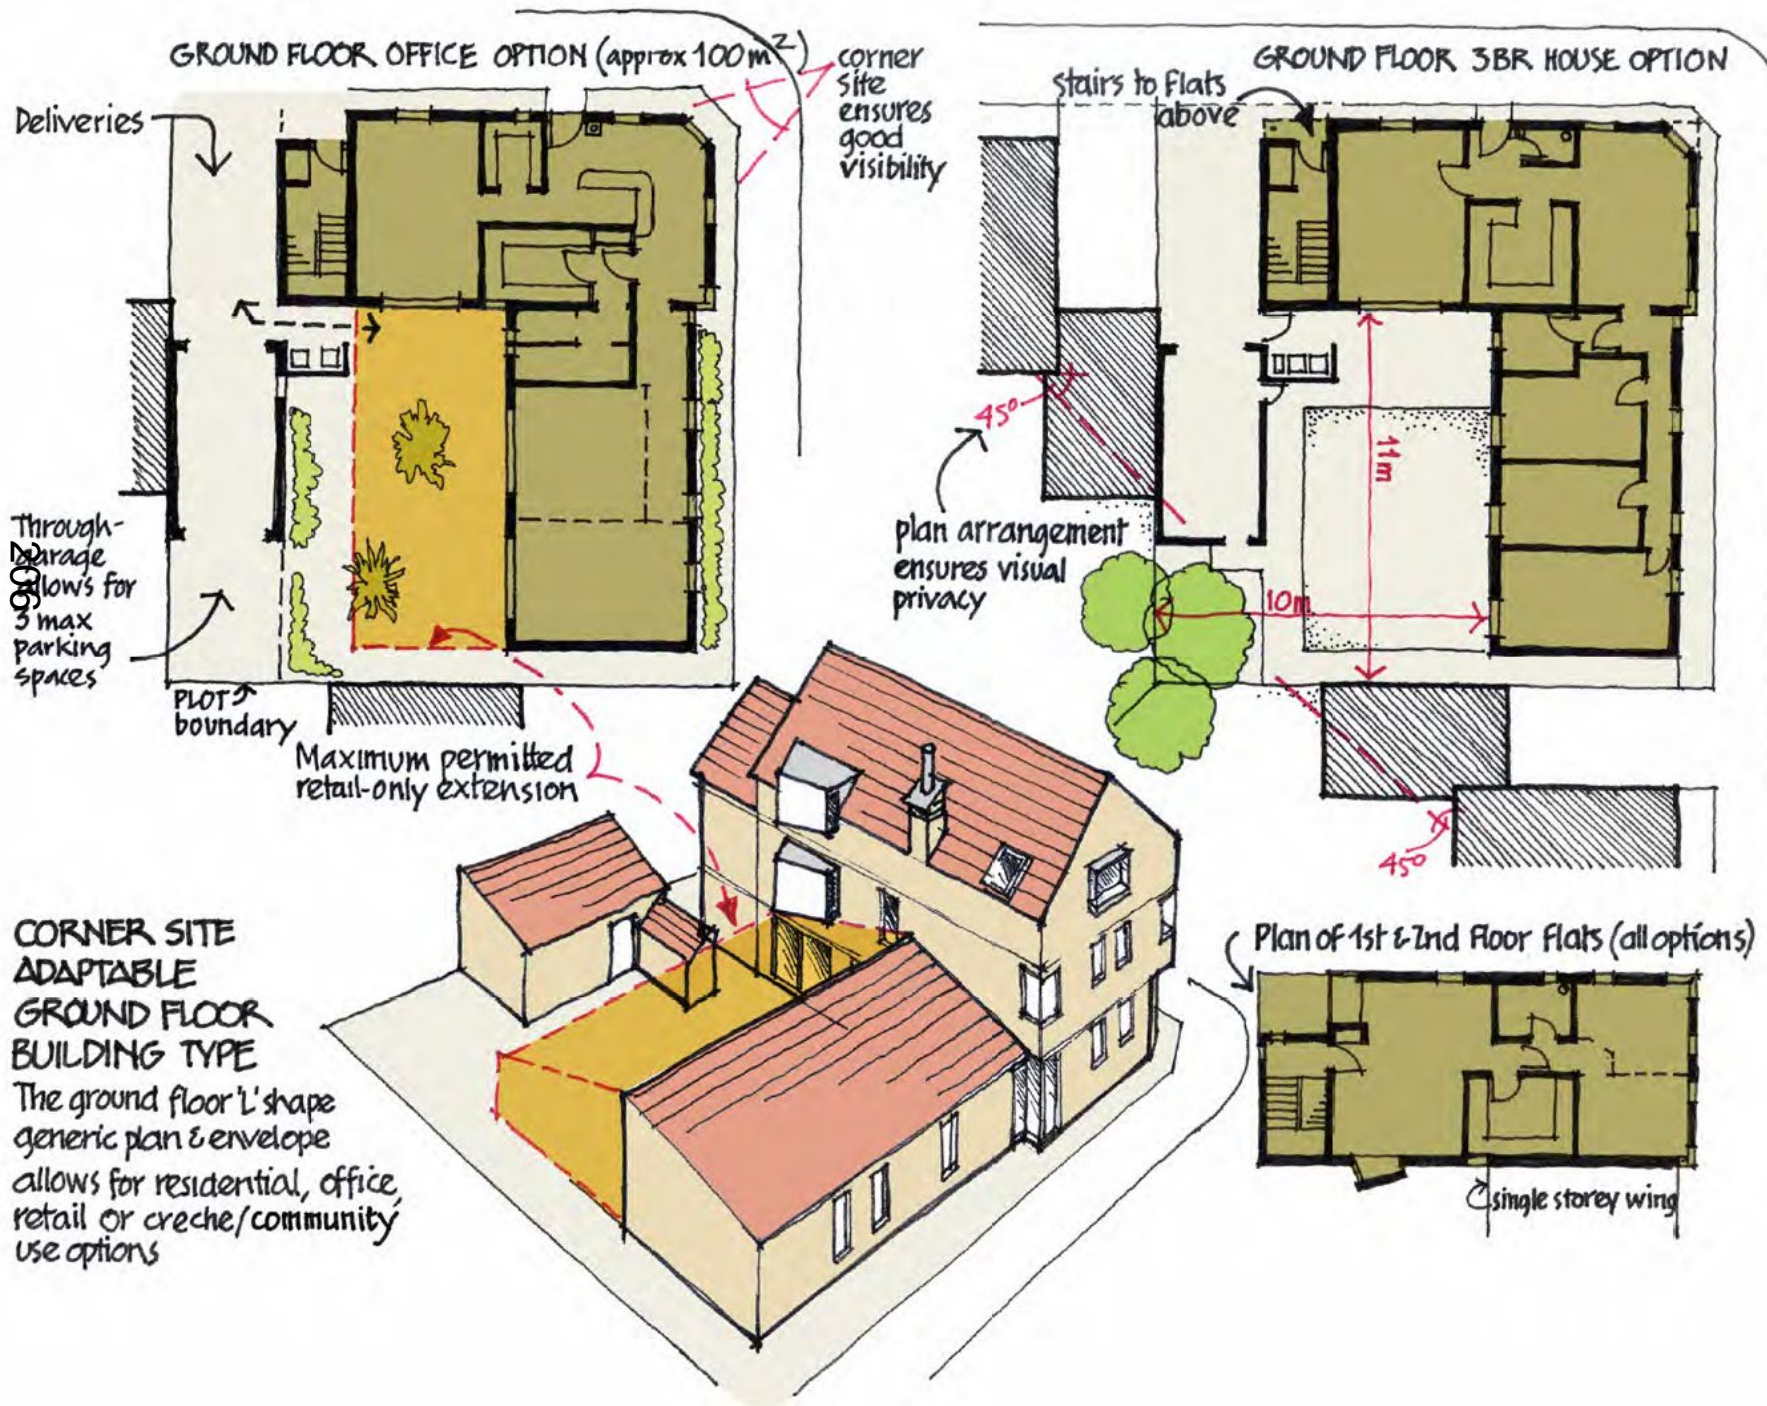 GROUND FLOOR OFFICE OPTION (approx 100m²)
corner
site
ensures
good
visibility
Deliveries
Through-
garage
allows for
3 max
parking
spaces
206
PLOT
boundary
Maximum permitted
retail-only extension
GROUND FLOOR 3BR HOUSE OPTION
stairs to flats
above
45°
plan arrangement
ensures visual
privacy
11m
10m
45°
CORNER SITE
ADAPTABLE
GROUND FLOOR
BUILDING TYPE
The ground floor 'L' shape
generic plan & envelope
allows for residential, office,
retail or creche/community
use options
Plan of 1st & 2nd Floor Flats (all options)
single storey wing